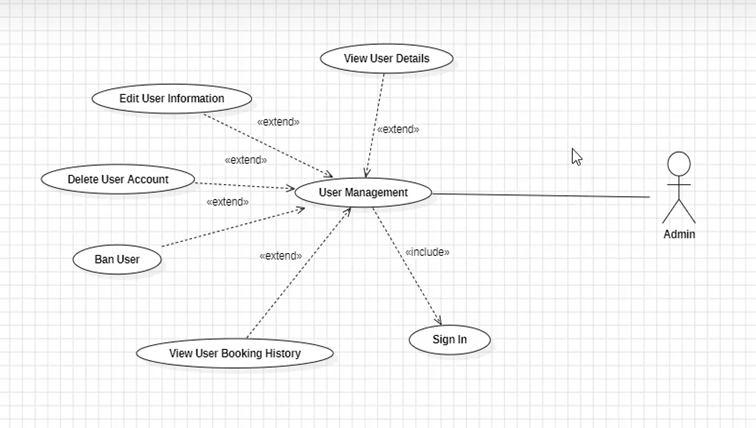 View User Details
Edit User Information
«extend»
«extend»
«extend»
Delete User Account
User Management
«extend»
Admin
Ban User
«extend»
«include»
Sign In
View User Booking History